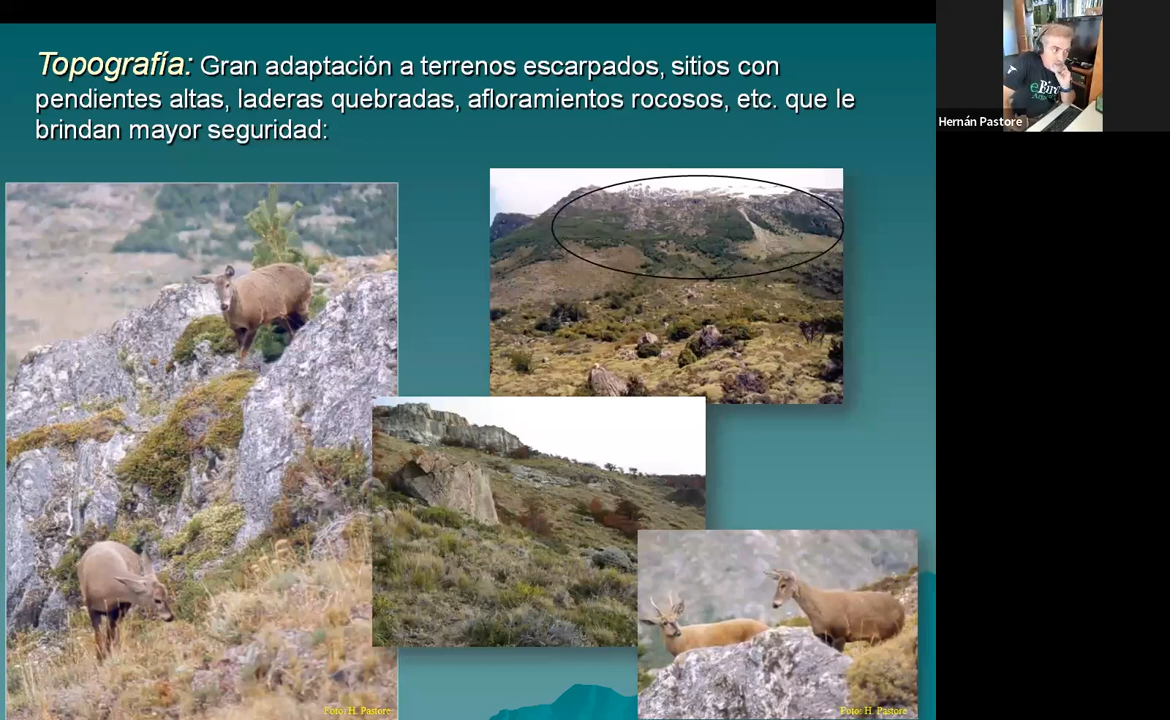 Topografía: Gran adaptación a terrenos escarpados, sitios con
pendientes altas, laderas quebradas, afloramientos rocosos, etc. que le
brindan mayor seguridad:
Hernán Pastore
Foto: H. Pastore
Foto: H. Pastore